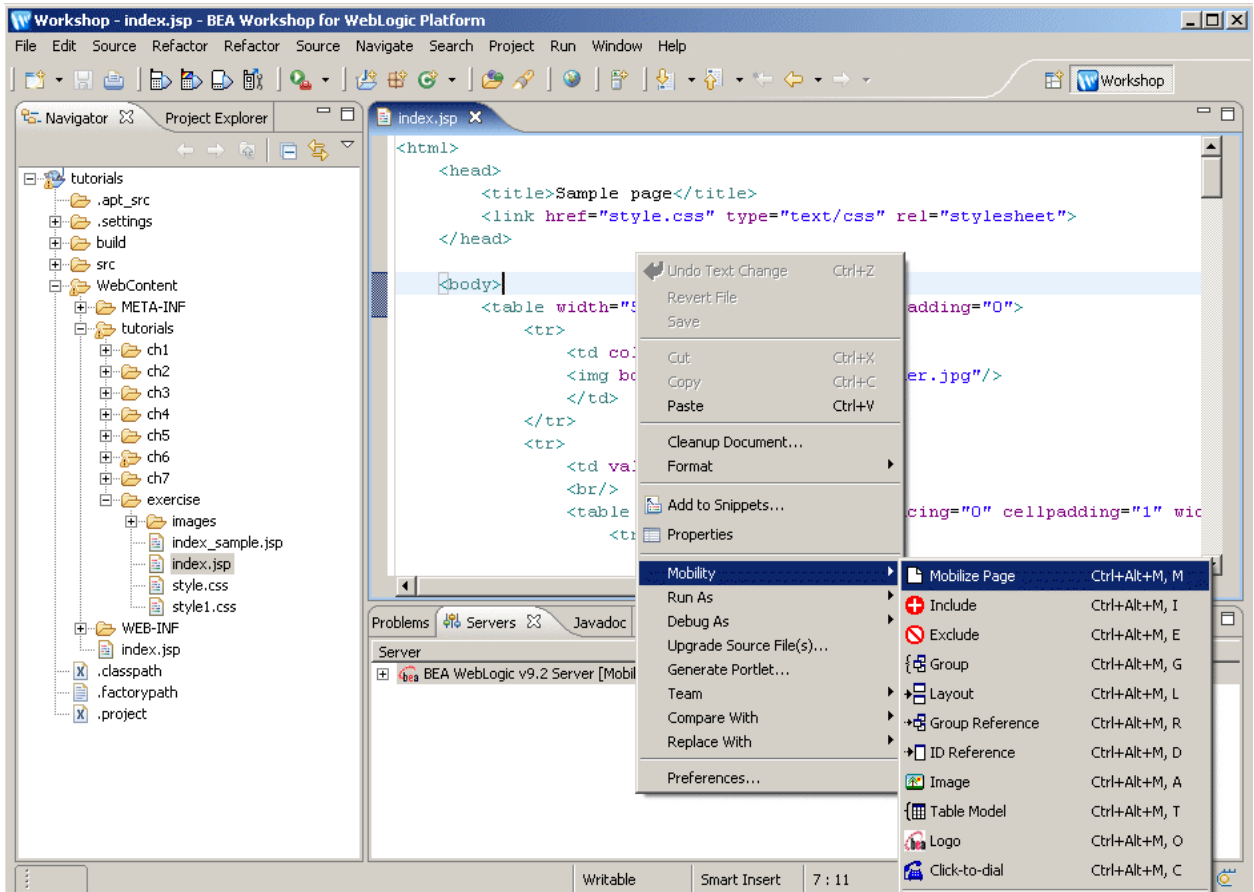 Workshop - index.jsp - BEA Workshop for WebLogic Platform
File Edit Source Refactor Refactor Source Navigate Search Project Run Window Help
Workshop
Navigator Project Explorer
tutorials
.apt_src
.settings
build
src
WebContent
META-INF
tutorials
ch1
ch2
ch3
ch4
ch5
ch6
ch7
exercise
images
index_sample.jsp
index.jsp
style.css
style1.css
WEB-INF
index.jsp
.classpath
.factorypath
.project
index.jsp
<html>
<head>
<title>Sample page</title>
<link href="style.css" type="text/css" rel="stylesheet">
</head>
<body>
<table width="5 adding="0">
<tr>
<td col
<img bo er.jpg"/>
</td>
</tr>
<tr>
<td val
<br/>
<table cing="0" cellpadding="1" wid
<tr
Undo Text Change Ctrl+Z
Revert File
Save
Cut Ctrl+X
Copy Ctrl+C
Paste Ctrl+V
Cleanup Document...
Format
Add to Snippets...
Properties
Mobility
Run As
Debug As
Upgrade Source File(s)...
Generate Portlet...
Team
Compare With
Replace With
Preferences...
Mobilize Page Ctrl+Alt+M, M
Include Ctrl+Alt+M, I
Exclude Ctrl+Alt+M, E
Group Ctrl+Alt+M, G
Layout Ctrl+Alt+M, L
Group Reference Ctrl+Alt+M, R
ID Reference Ctrl+Alt+M, D
Image Ctrl+Alt+M, A
Table Model Ctrl+Alt+M, T
Logo Ctrl+Alt+M, O
Click-to-dial Ctrl+Alt+M, C
Problems Servers Javadoc
Server
BEA WebLogic v9.2 Server [Mobil
Writable Smart Insert 7 : 11